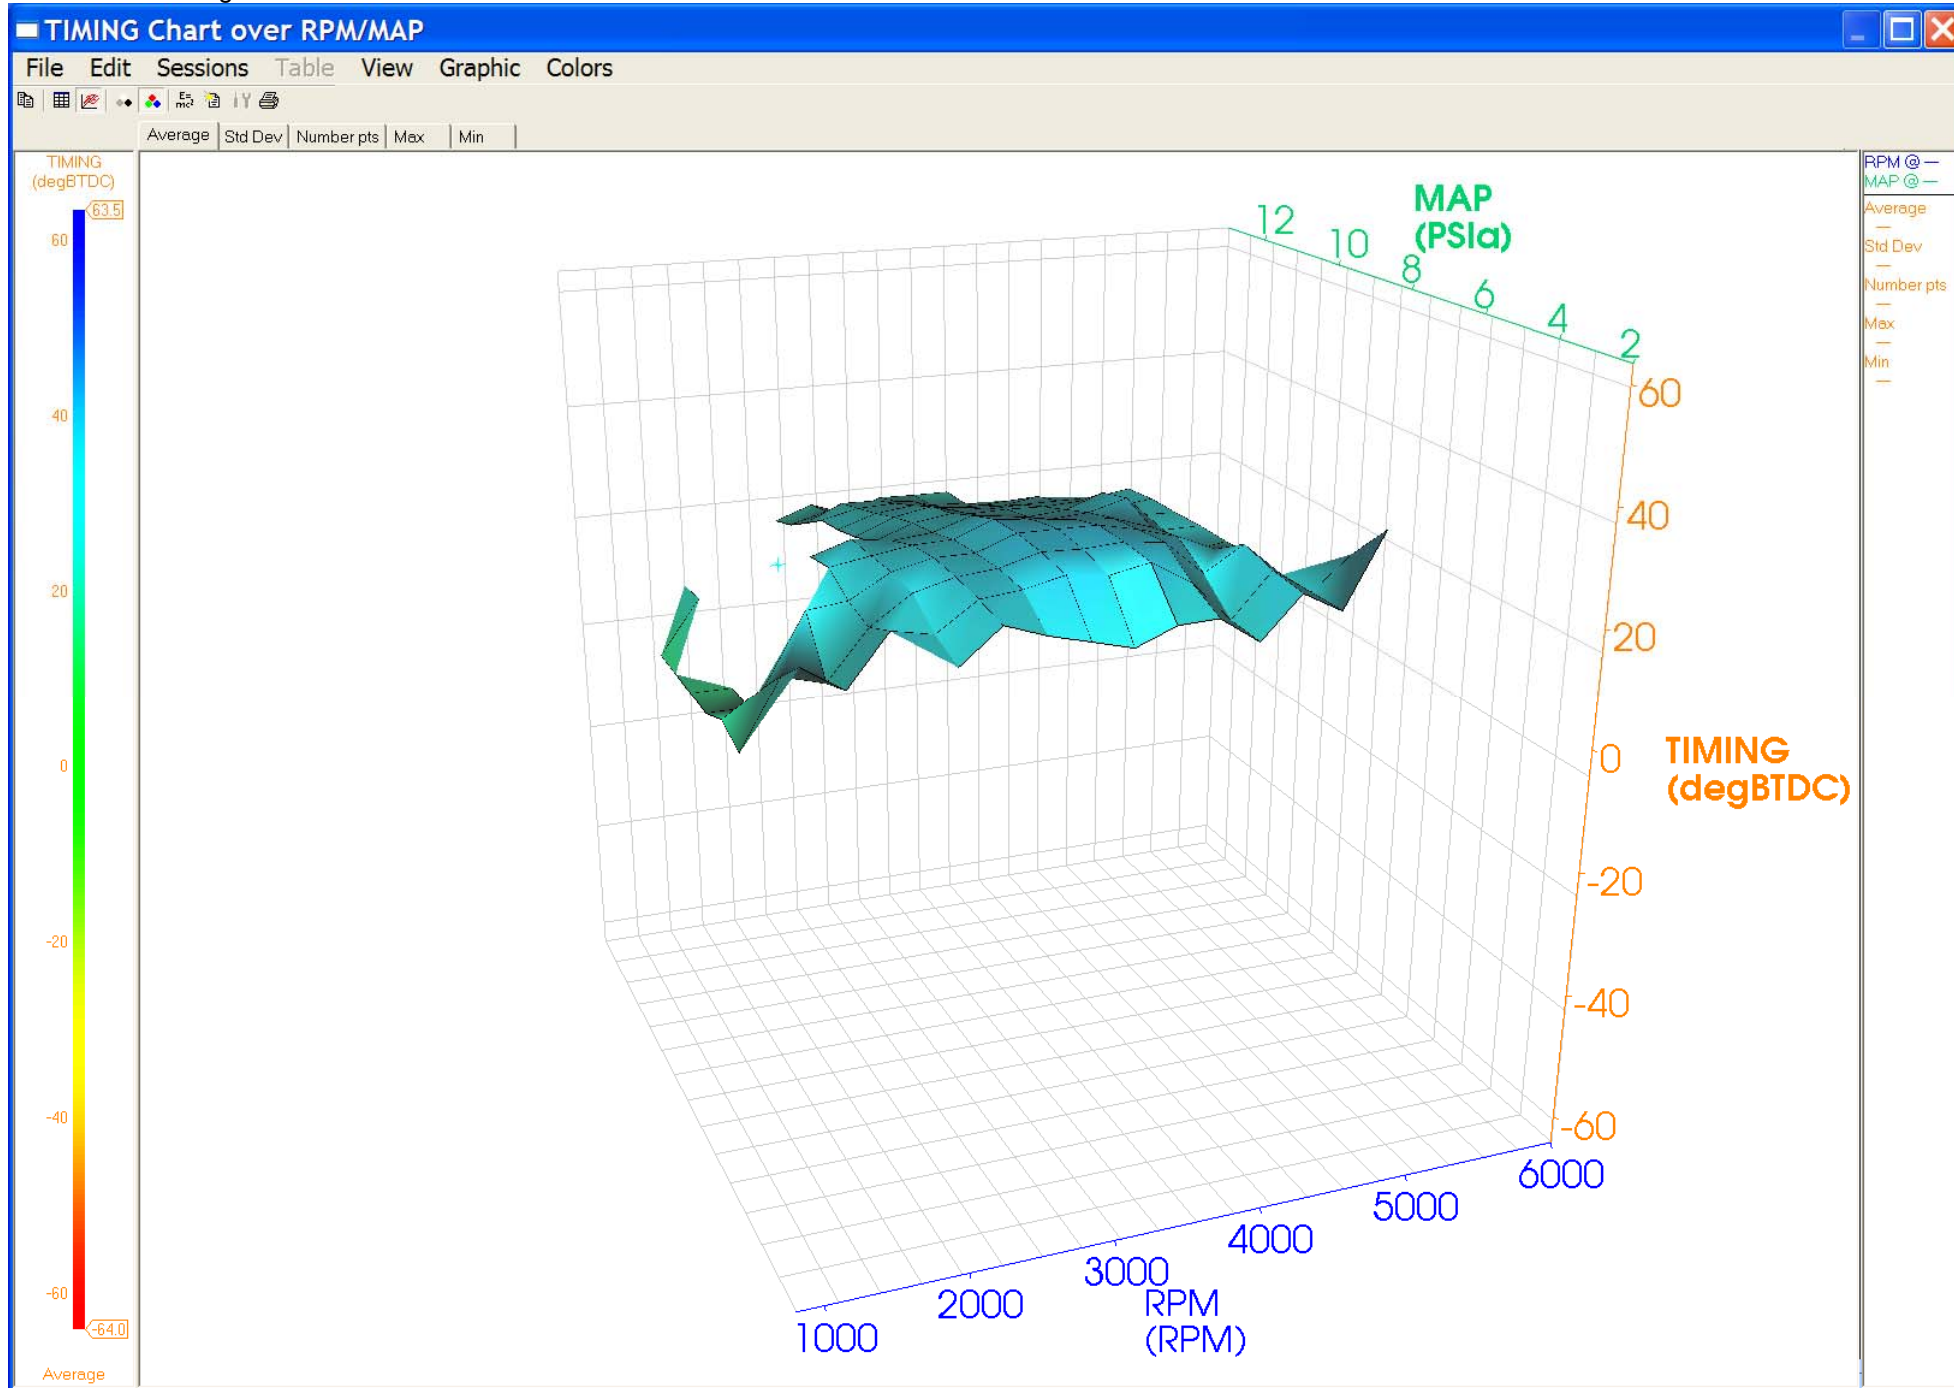 TIMING Chart over RPM/MAP
File Edit Sessions Table View Graphic Colors
Average Std Dev Number pts Max Min
TIMING
(degBTDC)
63.5
60
40
20
0
-20
-40
-60
-64.0
Average
12
10
8
6
4
2
MAP
(PSIa)
60
40
20
0
-20
-40
-60
TIMING
(degBTDC)
1000
2000
3000
4000
5000
6000
RPM
(RPM)
RPM @ —
MAP @ —
Average
—
Std Dev
—
Number pts
—
Max
—
Min
—